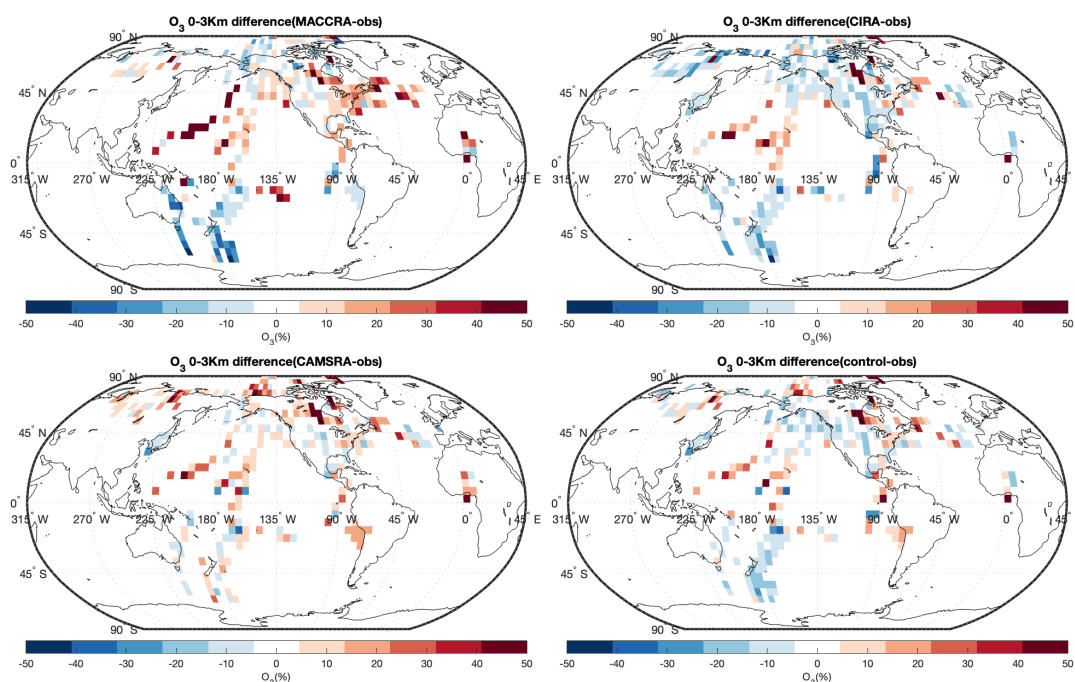 O3 0-3Km difference(MACCRA-obs)
90° N
45° N
0°
315° W 270° W 225° W 180° W 135° W 90° W 45° W 0° 45° E
45° S
90° S
-50 -40 -30 -20 -10 0 10 20 30 40 50
O3(%)
O3 0-3Km difference(CIRA-obs)
90° N
45° N
0°
315° W 270° W 225° W 180° W 135° W 90° W 45° W 0° 45° E
45° S
90° S
-50 -40 -30 -20 -10 0 10 20 30 40 50
O3(%)
O3 0-3Km difference(CAMSRA-obs)
90° N
45° N
0°
315° W 270° W 225° W 180° W 135° W 90° W 45° W 0° 45° E
45° S
90° S
-50 -40 -30 -20 -10 0 10 20 30 40 50
O3(%)
O3 0-3Km difference(control-obs)
90° N
45° N
0°
315° W 270° W 225° W 180° W 135° W 90° W 45° W 0° 45° E
45° S
90° S
-50 -40 -30 -20 -10 0 10 20 30 40 50
O3(%)